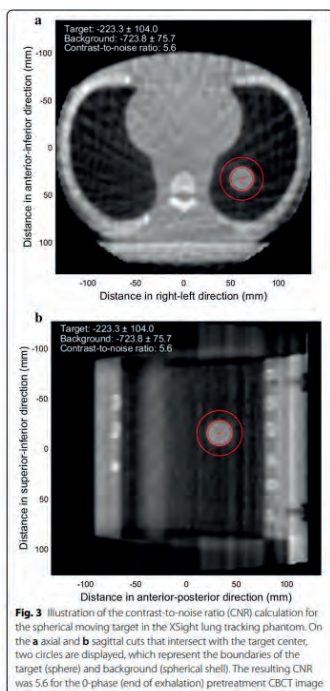 a
Target: -223.3 ± 104.0
Background: -723.8 ± 75.7
Contrast-to-noise ratio: 5.6
Distance in anterior-inferior direction (mm)
-100
-50
0
50
100
-100
-50
0
50
100
Distance in right-left direction (mm)
b
Target: -223.3 ± 104.0
Background: -723.8 ± 75.7
Contrast-to-noise ratio: 5.6
Distance in superior-inferior direction (mm)
-100
-50
0
50
100
-100
-50
0
50
100
Distance in anterior-posterior direction (mm)
Fig. 3 Illustration of the contrast-to-noise ratio (CNR) calculation for
the spherical moving target in the XSight lung tracking phantom. On
the a axial and b sagittal cuts that intersect with the target center,
two circles are displayed, which represent the boundaries of the
target (sphere) and background (spherical shell). The resulting CNR
was 5.6 for the 0-phase (end of exhalation) pretreatment CBCT image